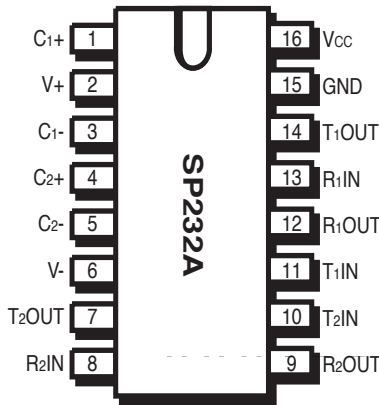 C1+ 1 16 VCC
V+ 2 15 GND
C1- 3 14 T1OUT
C2+ 4 13 R1IN
C2- 5 12 R1OUT
V- 6 11 T1IN
T2OUT 7 10 T2IN
R2IN 8 9 R2OUT
SP232A